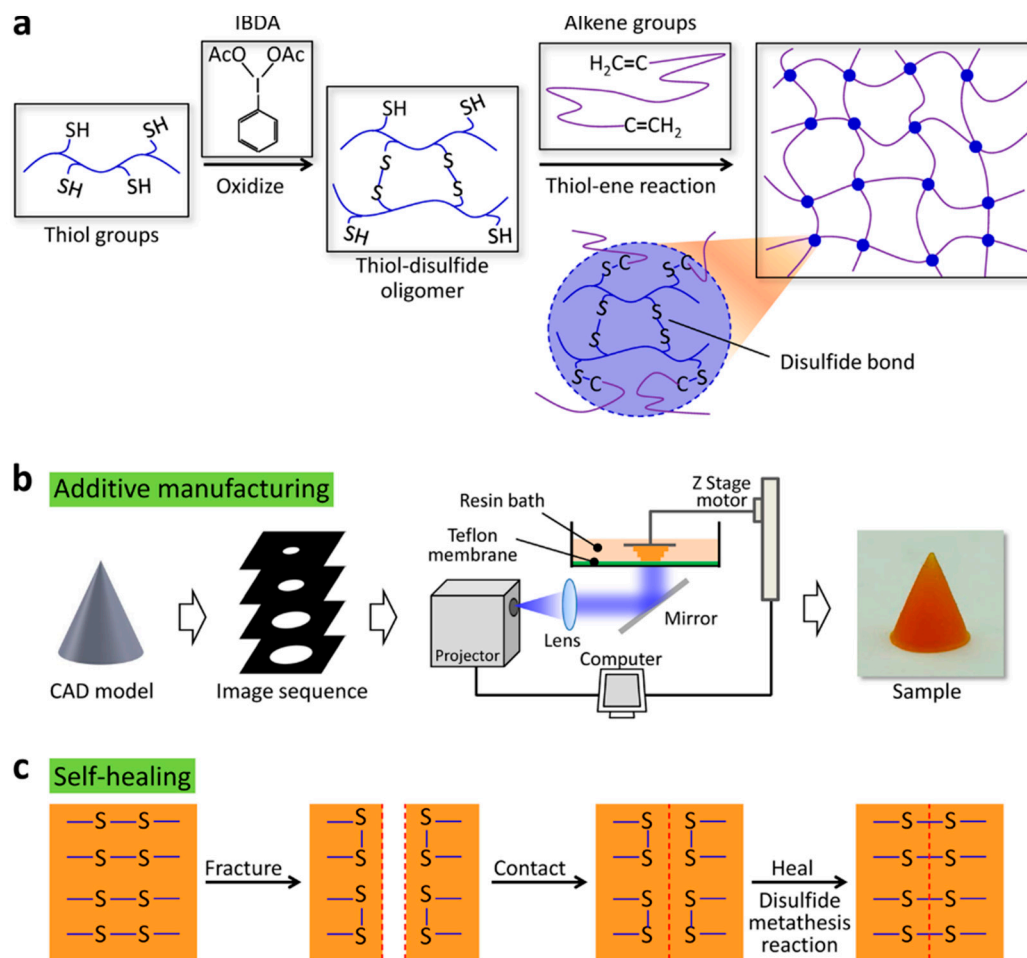 a
IBDA
AcO OAc
I
Alkene groups
H₂C=C
C=CH₂
SH SH
SH SH
Thiol groups
Oxidize
SH SH
S S
S S
SH SH
Thiol-disulfide
oligomer
Thiol-ene reaction
S-C S-C
S S
S S
S-C C-S
Disulfide bond
b
Additive manufacturing
CAD model
Image sequence
Resin bath
Teflon
membrane
Z Stage
motor
Projector
Lens
Mirror
Computer
Sample
c
Self-healing
S S
S S
S S
S S
Fracture
S S
S S
S S
S S
Contact
S S
S S
S S
S S
Heal
Disulfide
metathesis
reaction
S S
S S
S S
S S